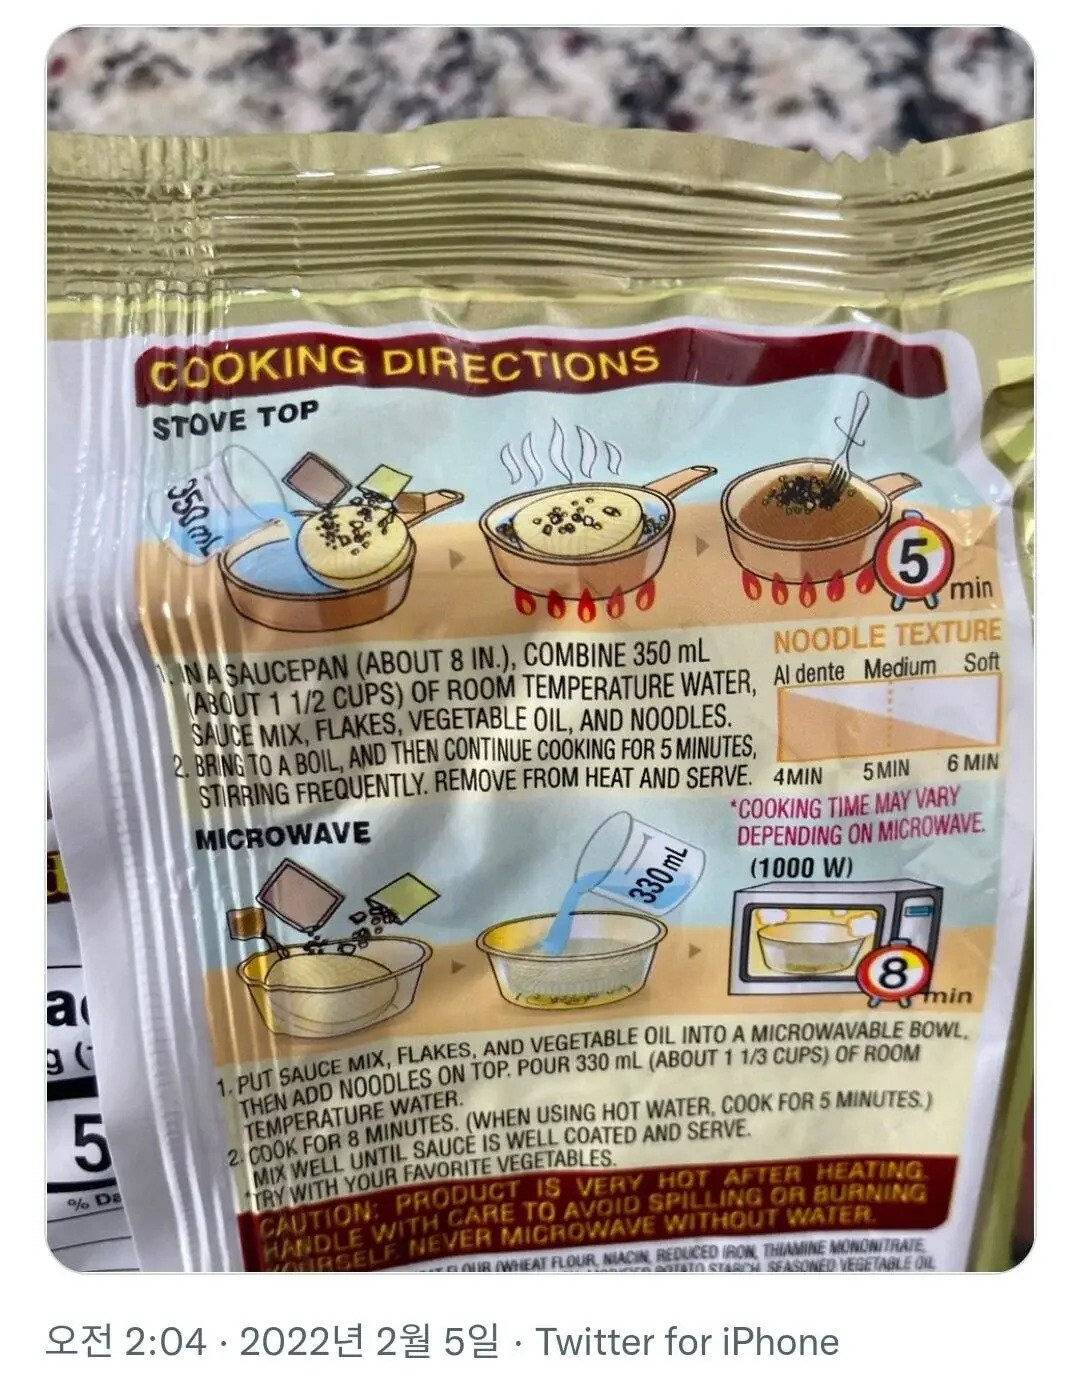 COOKING DIRECTIONS
STOVE TOP
350 mL
5
min
1. IN A SAUCEPAN (ABOUT 8 IN.), COMBINE 350 mL
(ABOUT 1 1/2 CUPS) OF ROOM TEMPERATURE WATER,
SAUCE MIX, FLAKES, VEGETABLE OIL, AND NOODLES.
2. BRING TO A BOIL, AND THEN CONTINUE COOKING FOR 5 MINUTES,
STIRRING FREQUENTLY. REMOVE FROM HEAT AND SERVE.
NOODLE TEXTURE
Al dente Medium Soft
4MIN 5MIN 6 MIN
MICROWAVE
*COOKING TIME MAY VARY
DEPENDING ON MICROWAVE.
(1000 W)
330 mL
8
min
1. PUT SAUCE MIX, FLAKES, AND VEGETABLE OIL INTO A MICROWAVABLE BOWL,
THEN ADD NOODLES ON TOP. POUR 330 mL (ABOUT 1 1/3 CUPS) OF ROOM
TEMPERATURE WATER.
2. COOK FOR 8 MINUTES. (WHEN USING HOT WATER, COOK FOR 5 MINUTES.)
MIX WELL UNTIL SAUCE IS WELL COATED AND SERVE.
*TRY WITH YOUR FAVORITE VEGETABLES.
CAUTION: PRODUCT IS VERY HOT AFTER HEATING.
HANDLE WITH CARE TO AVOID SPILLING OR BURNING
YOURSELF. NEVER MICROWAVE WITHOUT WATER.
(WHEAT FLOUR, NIACIN, REDUCED IRON, THIAMINE MONONITRATE,
POTATO STARCH, SEASONED VEGETABLE OIL
5
% Da
오전 2:04 · 2022년 2월 5일 · Twitter for iPhone